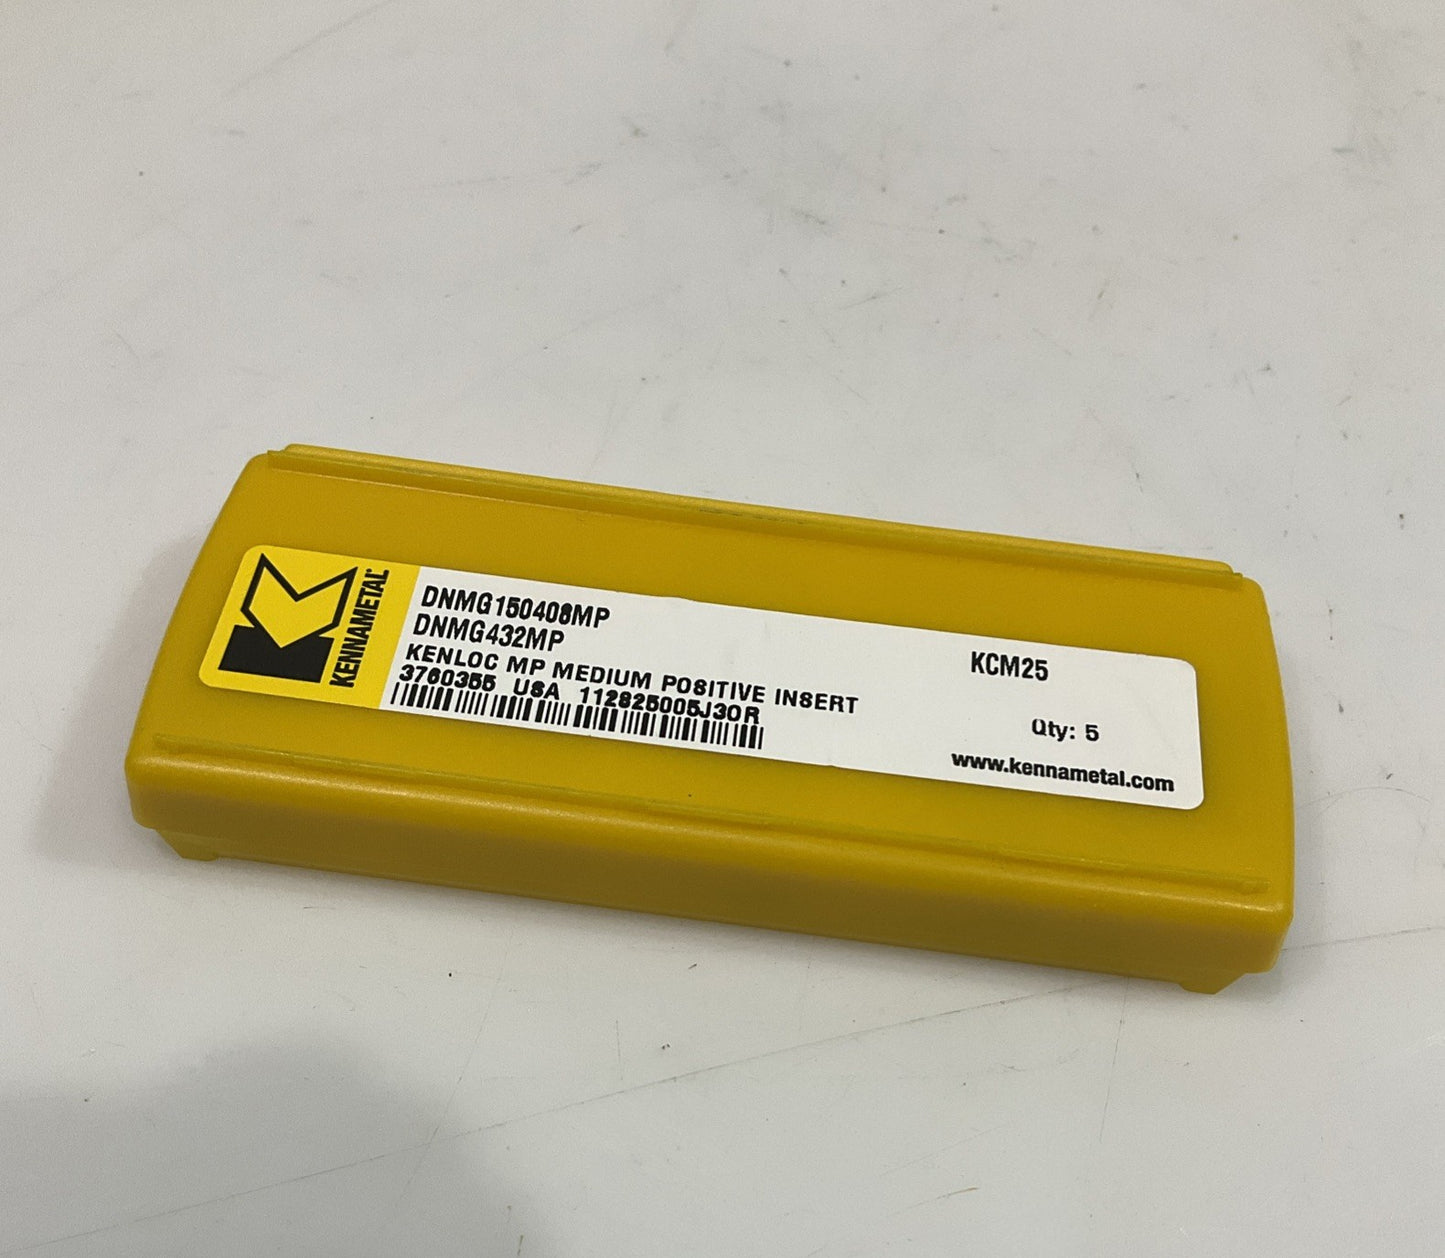 KENNAMETAL
DNMG150408MP
DNMG432MP
KENLOC MP MEDIUM POSITIVE INSERT
3760355 USA 112825005J30R
KCM25
Qty: 5
www.kennametal.com